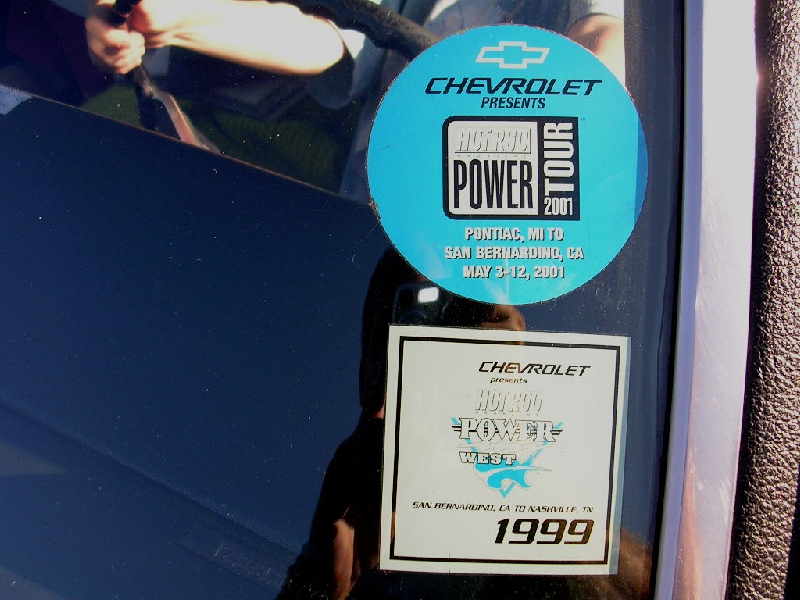 CHEVROLET
PRESENTS
HOT ROD
POWER
TOUR
2001
PONTIAC, MI TO
SAN BERNARDINO, CA
MAY 3-12, 2001
CHEVROLET
presents
HOT ROD
POWER
WEST
SAN BERNARDINO, CA TO NASHVILLE, TN
1999